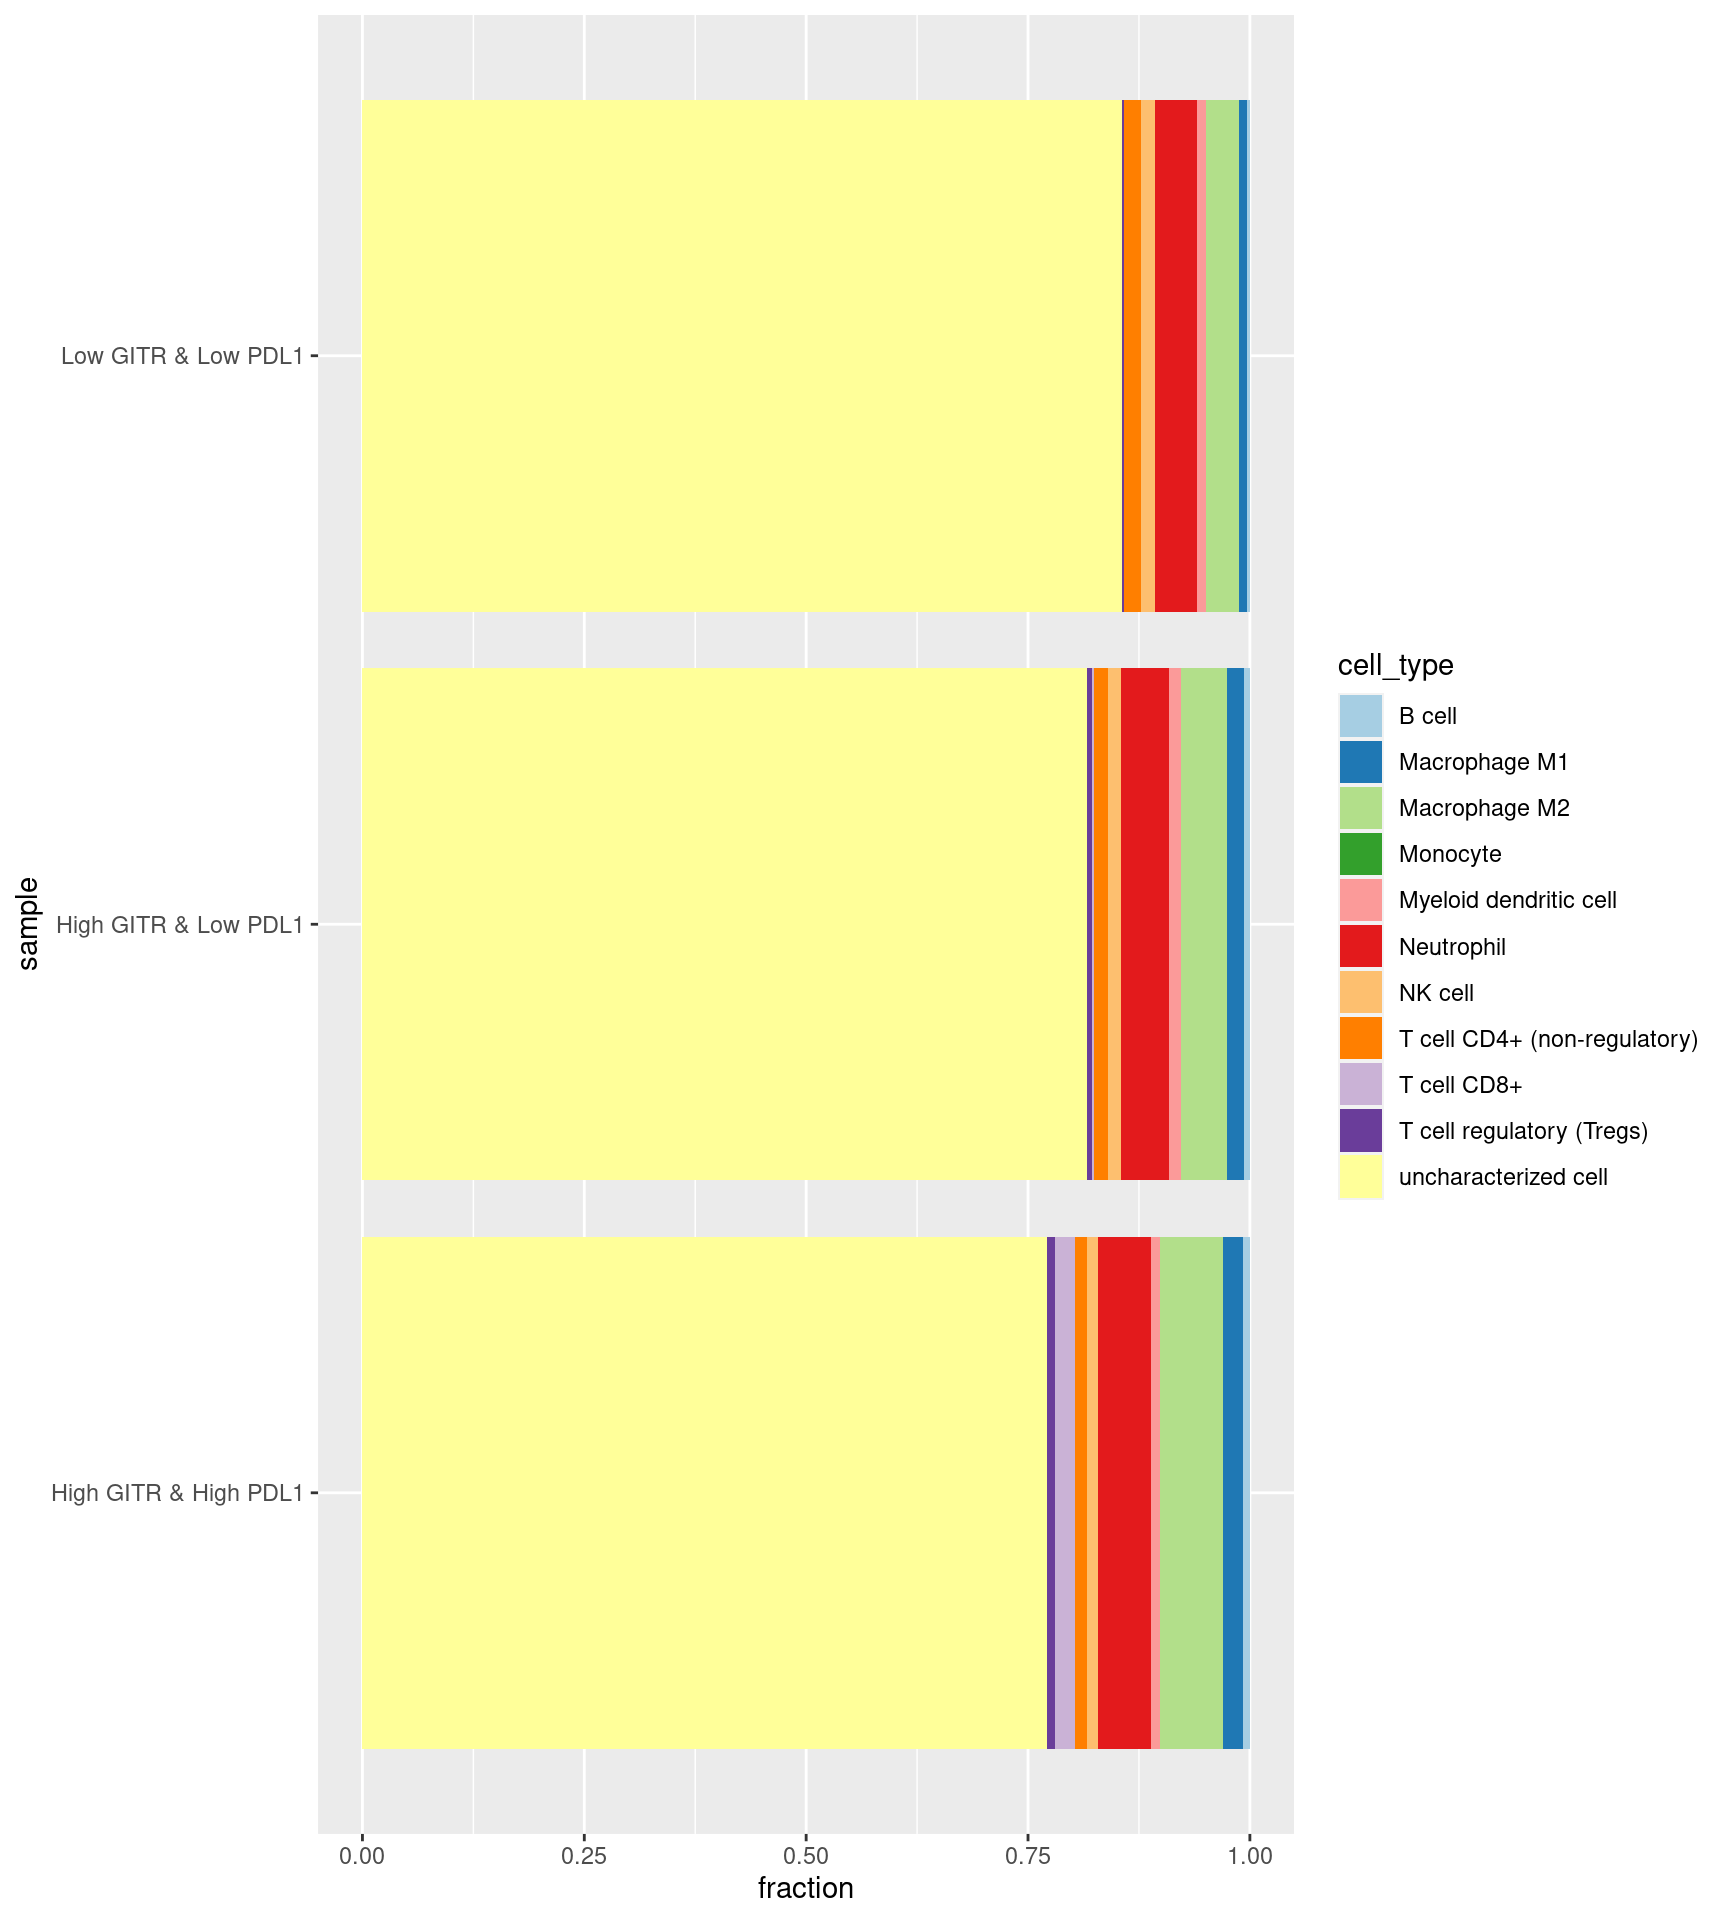 Low GITR & Low PDL1
High GITR & Low PDL1
High GITR & High PDL1
sample
0.00
0.25
0.50
0.75
1.00
fraction
cell_type
B cell
Macrophage M1
Macrophage M2
Monocyte
Myeloid dendritic cell
Neutrophil
NK cell
T cell CD4+ (non-regulatory)
T cell CD8+
T cell regulatory (Tregs)
uncharacterized cell